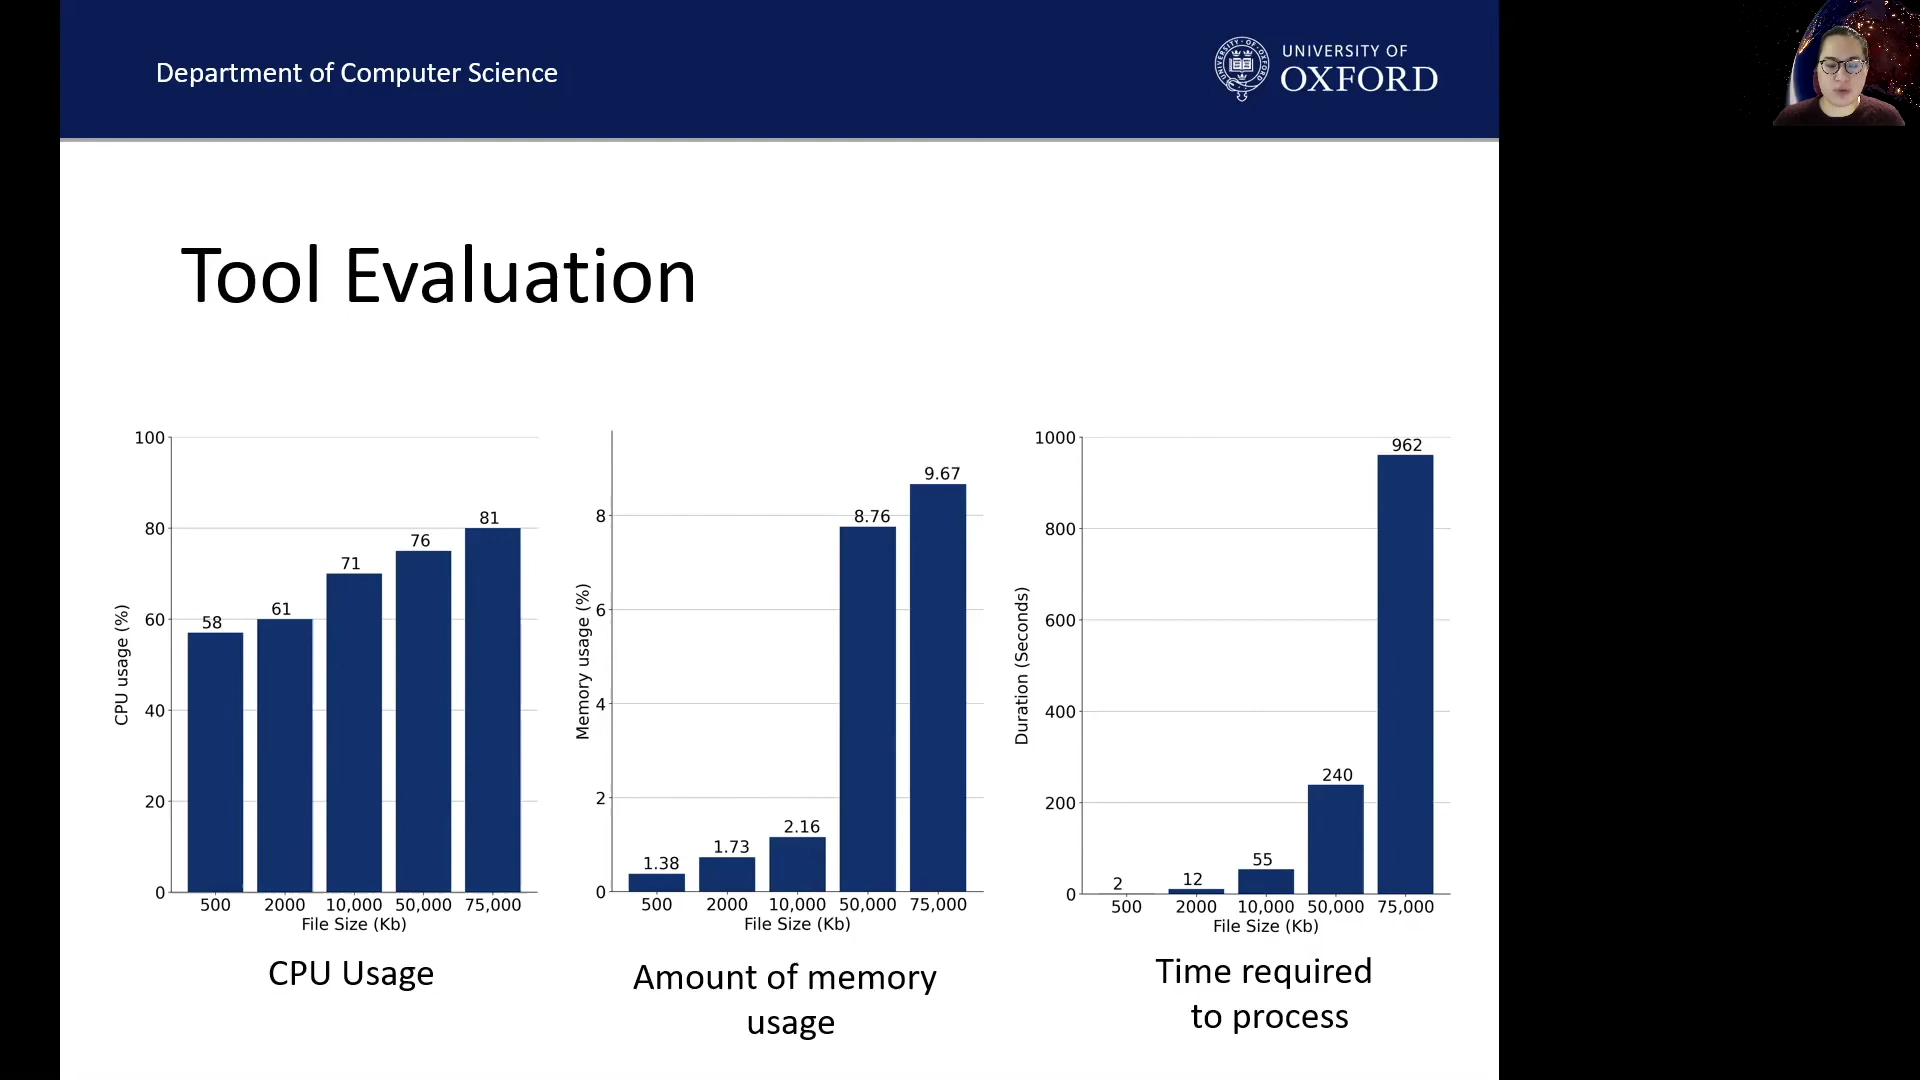 Department of Computer Science
UNIVERSITY OF
OXFORD
Tool Evaluation
100
80
60
40
20
0
CPU usage (%)
58
61
71
76
81
500 2000 10,000 50,000 75,000
File Size (Kb)
CPU Usage
8
6
4
2
0
Memory usage (%)
1.38
1.73
2.16
8.76
9.67
500 2000 10,000 50,000 75,000
File Size (Kb)
Amount of memory
usage
1000
800
600
400
200
0
Duration (Seconds)
2
12
55
240
962
500 2000 10,000 50,000 75,000
File Size (Kb)
Time required
to process